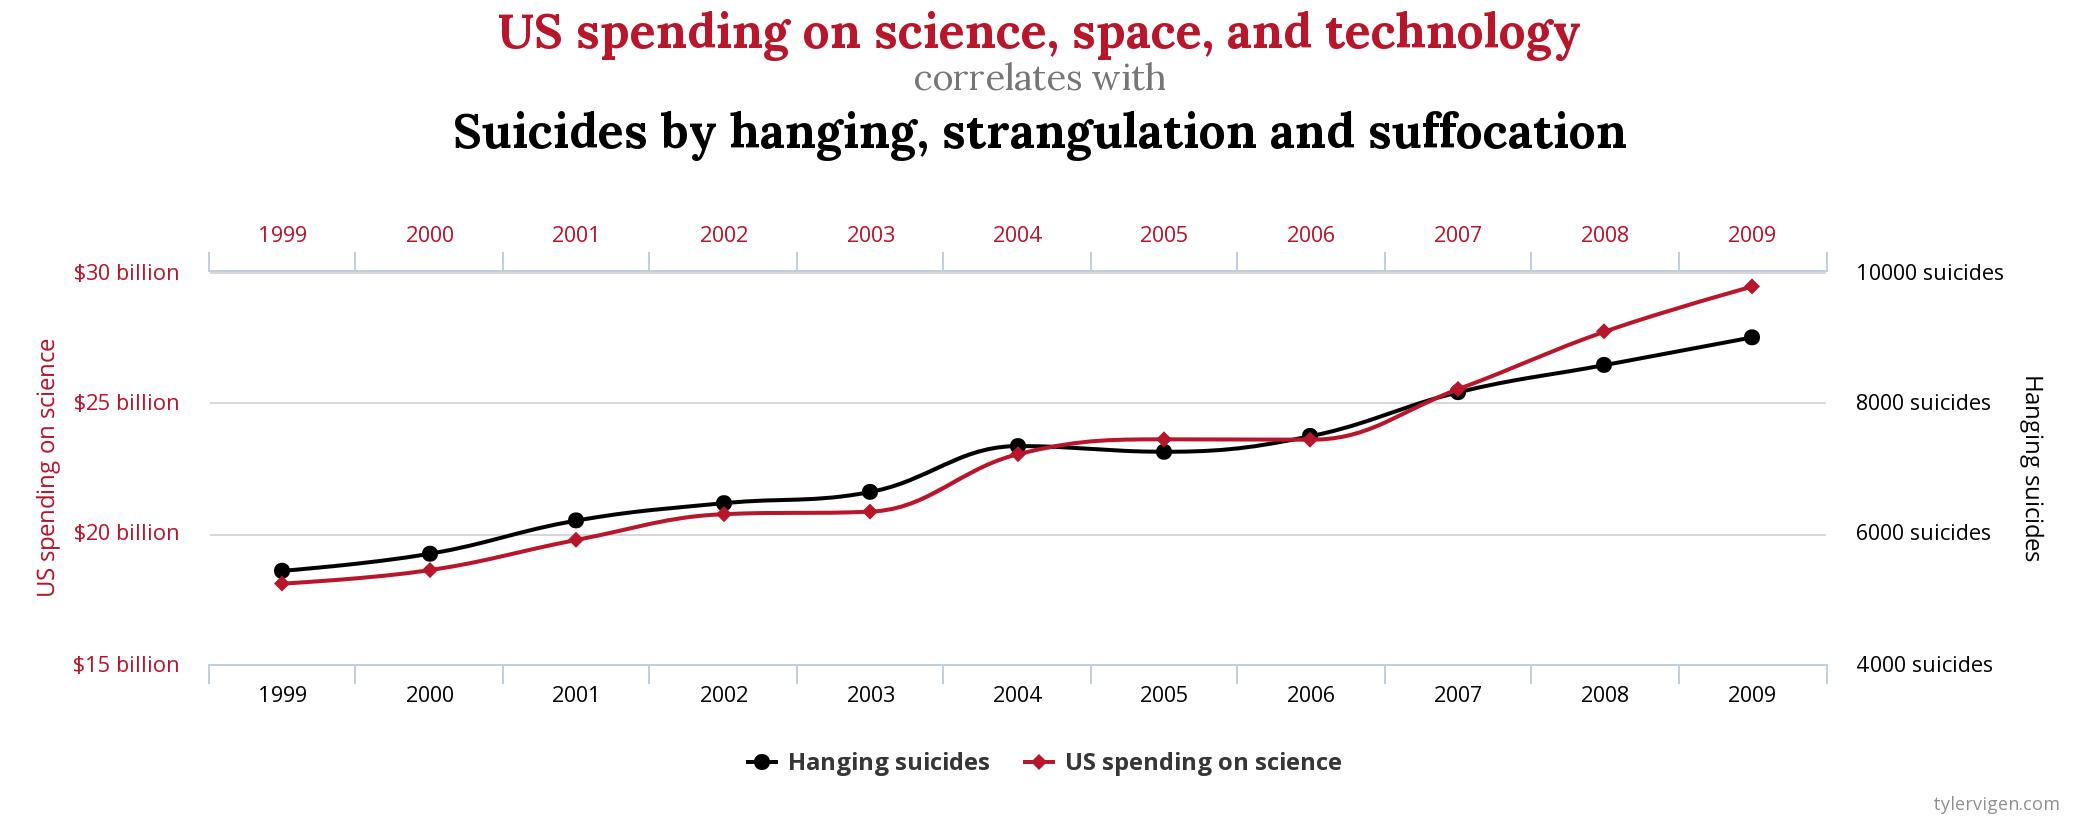 US spending on science, space, and technology
correlates with
Suicides by hanging, strangulation and suffocation
1999 2000 2001 2002 2003 2004 2005 2006 2007 2008 2009
$30 billion 10000 suicides
$25 billion 8000 suicides
$20 billion 6000 suicides
$15 billion 4000 suicides
US spending on science
Hanging suicides
1999 2000 2001 2002 2003 2004 2005 2006 2007 2008 2009
Hanging suicides US spending on science
tylervigen.com